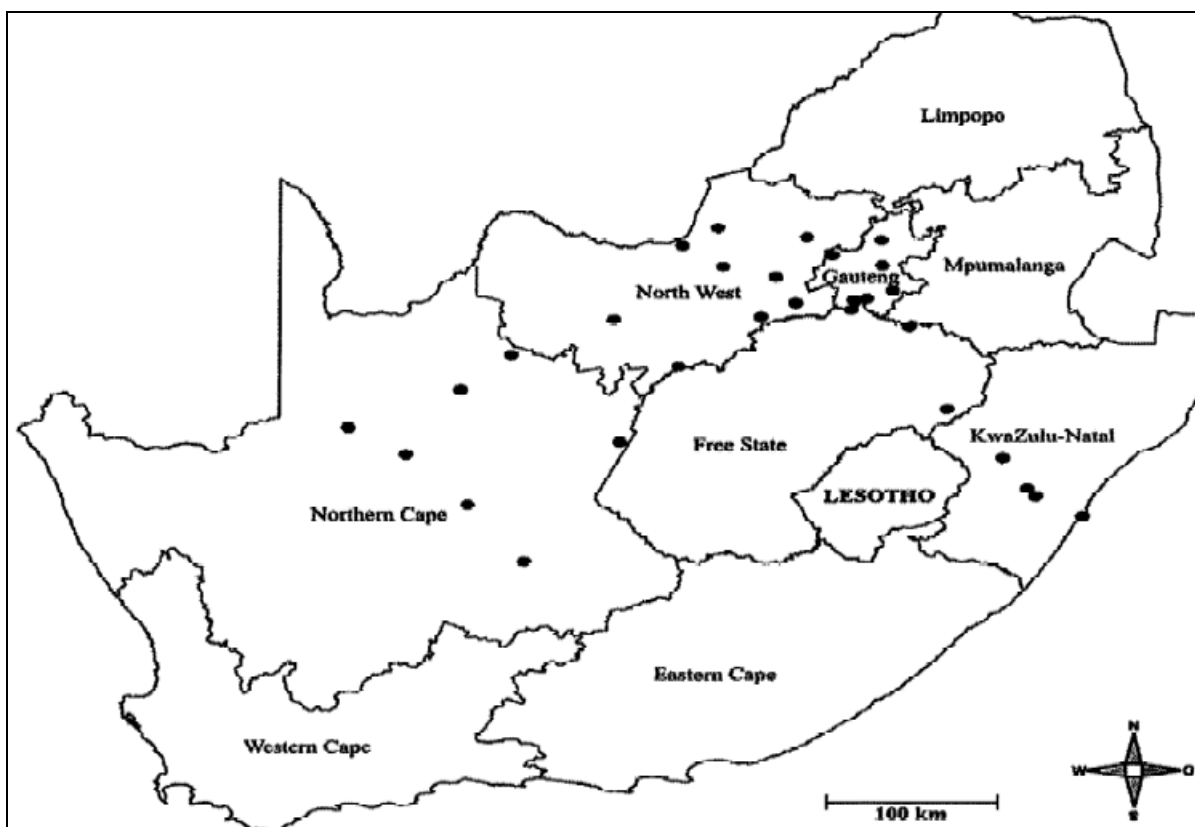 Limpopo
Mpumalanga
Gauteng
North West
KwaZulu-Natal
Free State
LESOTHO
Northern Cape
Eastern Cape
Western Cape
N
W O
S
100 km